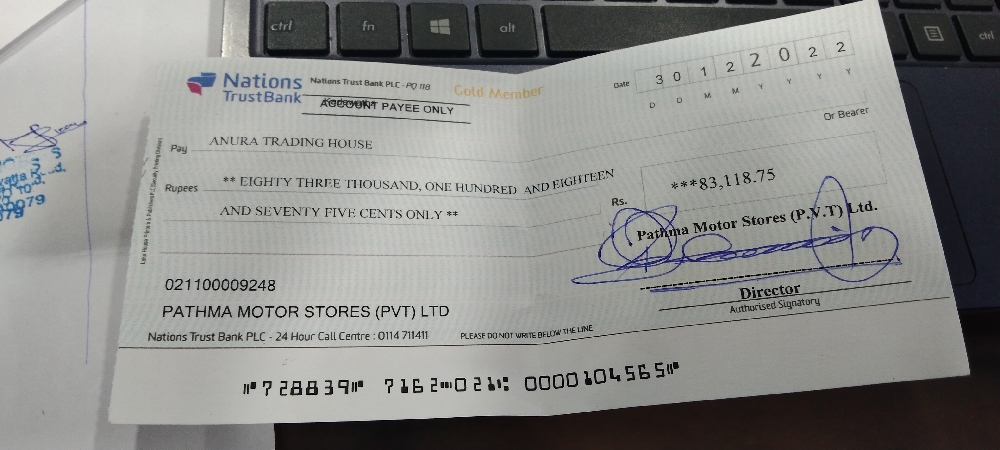 ctrl fn alt ctrl
Nations
TrustBank
Nations Trust Bank PLC - PQ 118
Gold Member
ACCOUNT PAYEE ONLY
Date 3 0 1 2 2 0 2 2
D D M M Y Y Y Y
Or Bearer
Pay ANURA TRADING HOUSE
Rupees ** EIGHTY THREE THOUSAND, ONE HUNDRED AND EIGHTEEN
AND SEVENTY FIVE CENTS ONLY **
Rs. ***83,118.75
Pathma Motor Stores (P.V.T) Ltd.
Director
Authorised Signatory
021100009248
PATHMA MOTOR STORES (PVT) LTD
Nations Trust Bank PLC - 24 Hour Call Centre : 0114 711411
PLEASE DO NOT WRITE BELOW THE LINE
⑈728839⑈ 7162⑉021⑆ 0000104565⑈